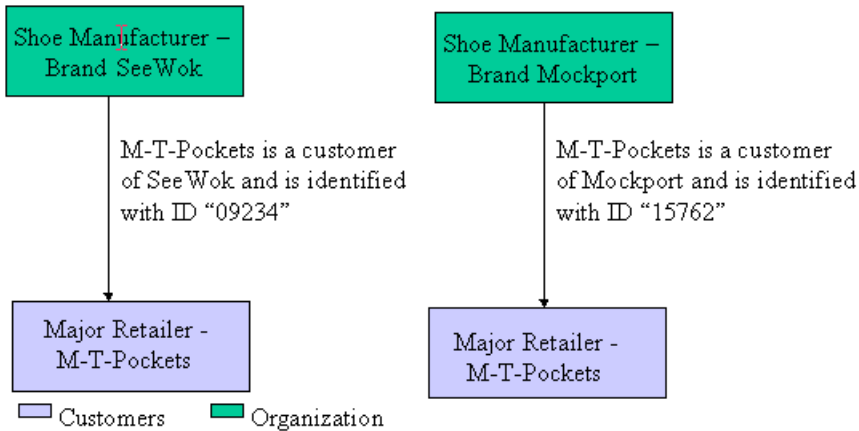 Shoe Manufacturer –
Brand SeeWok
M-T-Pockets is a customer
of SeeWok and is identified
with ID “09234”
Major Retailer -
M-T-Pockets
Shoe Manufacturer –
Brand Mockport
M-T-Pockets is a customer
of Mockport and is identified
with ID “15762”
Major Retailer -
M-T-Pockets
Customers
Organization